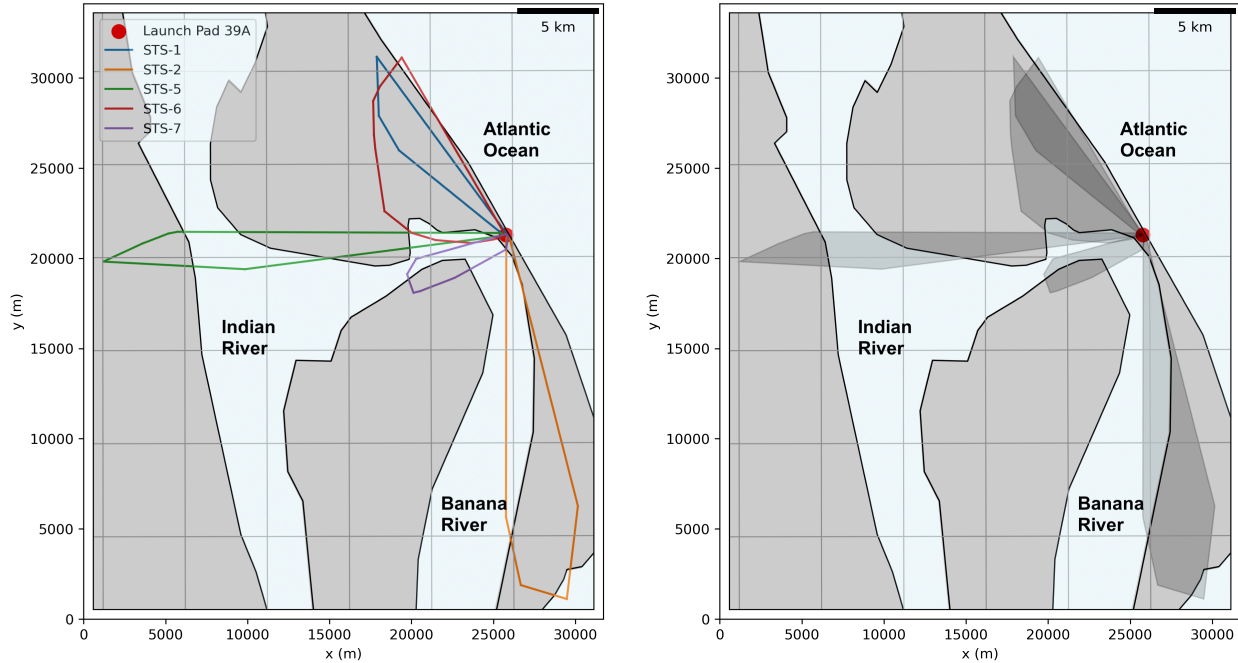 Launch Pad 39A
STS-1
STS-2
STS-5
STS-6
STS-7
5 km
Atlantic
Ocean
Indian
River
Banana
River
y (m)
30000
25000
20000
15000
10000
5000
0
0
5000
10000
15000
20000
25000
30000
x (m)
5 km
Atlantic
Ocean
Indian
River
Banana
River
y (m)
30000
25000
20000
15000
10000
5000
0
0
5000
10000
15000
20000
25000
30000
x (m)